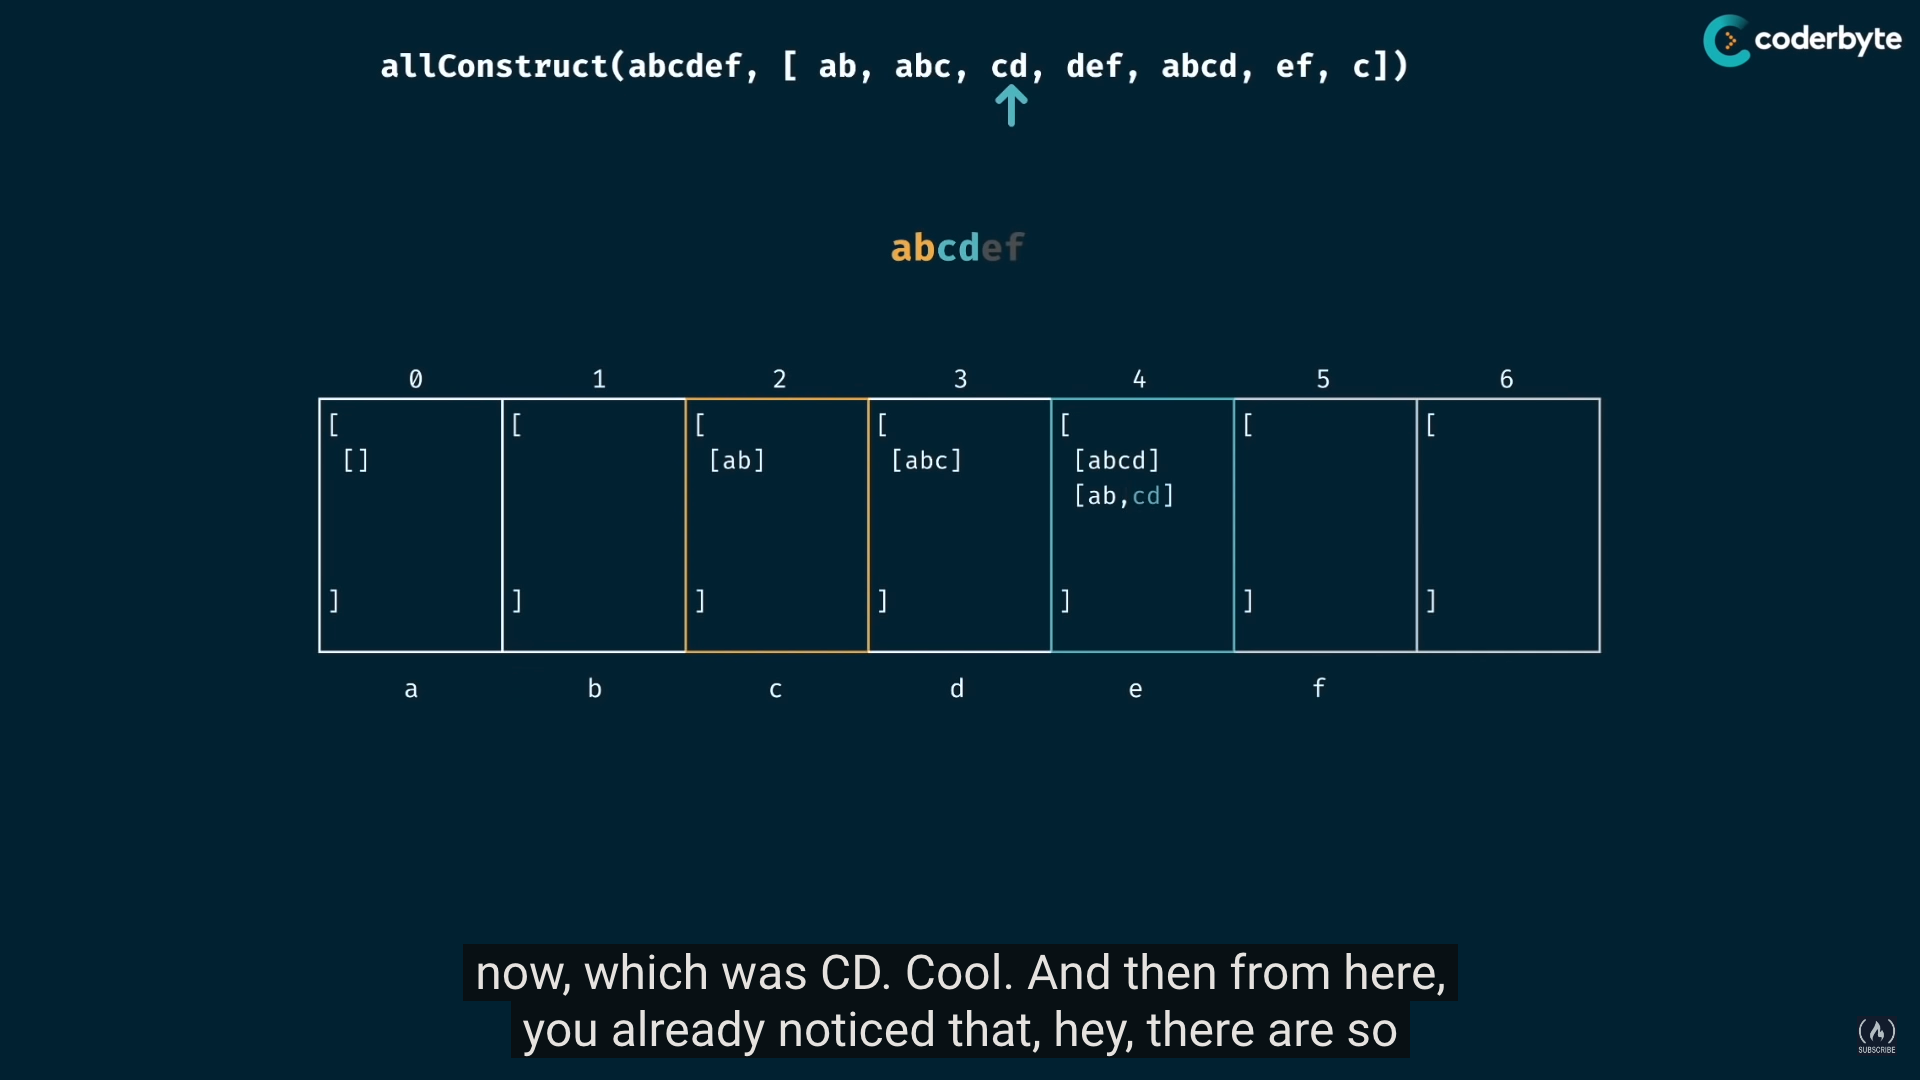 coderbyte
allConstruct(abcdef, [ ab, abc, cd, def, abcd, ef, c])
abcdef
0 1 2 3 4 5 6
[ [ [ [ [ [ [
[] [ab] [abc] [abcd]
[ab,cd]
] ] ] ] ] ] ]
a b c d e f
now, which was CD. Cool. And then from here,
you already noticed that, hey, there are so
SUBSCRIBE